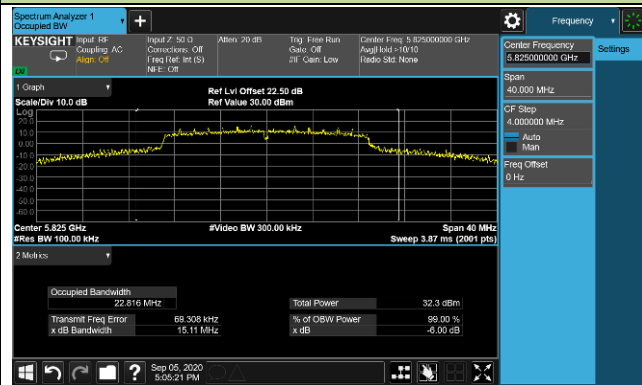 Spectrum Analyzer 1
Occupied BW
Frequency
KEYSIGHT
Input: RF
Coupling: AC
Align: Off
Input Z: 50 Ω
Corrections: Off
Freq Ref: Int (S)
NFE: Off
Atten: 20 dB
Trig: Free Run
Gate: Off
#IF Gain: Low
Center Freq: 5.825000000 GHz
Avg|Hold >10/10
Radio Std: None
Center Frequency
5.825000000 GHz
Settings
Span
40.000 MHz
CF Step
4.000000 MHz
Auto
Man
Freq Offset
0 Hz
1 Graph
Scale/Div 10.0 dB
Ref Lvl Offset 22.50 dB
Ref Value 30.00 dBm
Log
20.0
10.0
0.00
-10.0
-20.0
-30.0
-40.0
-50.0
-60.0
Center 5.825 GHz
#Video BW 300.00 kHz
Span 40 MHz
#Res BW 100.00 kHz
Sweep 3.87 ms (2001 pts)
2 Metrics
Occupied Bandwidth
22.816 MHz
Total Power
32.3 dBm
Transmit Freq Error
69.308 kHz
% of OBW Power
99.00 %
x dB Bandwidth
15.11 MHz
x dB
-6.00 dB
?
Sep 05, 2020
5:05:21 PM